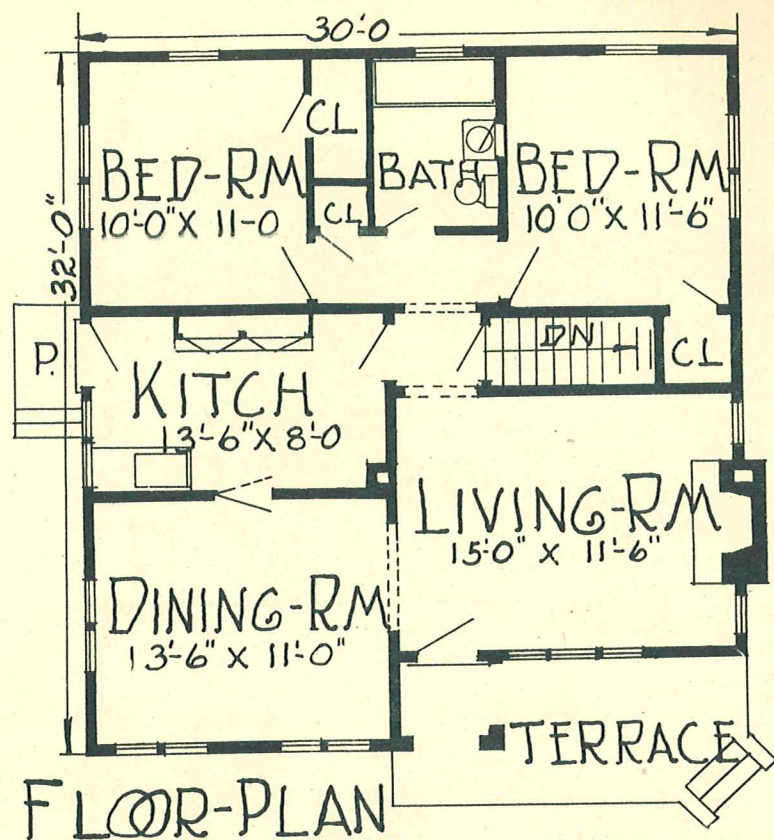 30'-0
CL
BED-RM
10'-0" X 11-0
BAT
BED-RM
10'0" X 11'-6"
CL
32'-0"
P.
DN
CL
KITCH
13'-6" X 8'-0
LIVING-RM
15'-0" X 11'-6"
DINING-RM
13'-6" X 11'-0"
TERRACE
FLOOR-PLAN